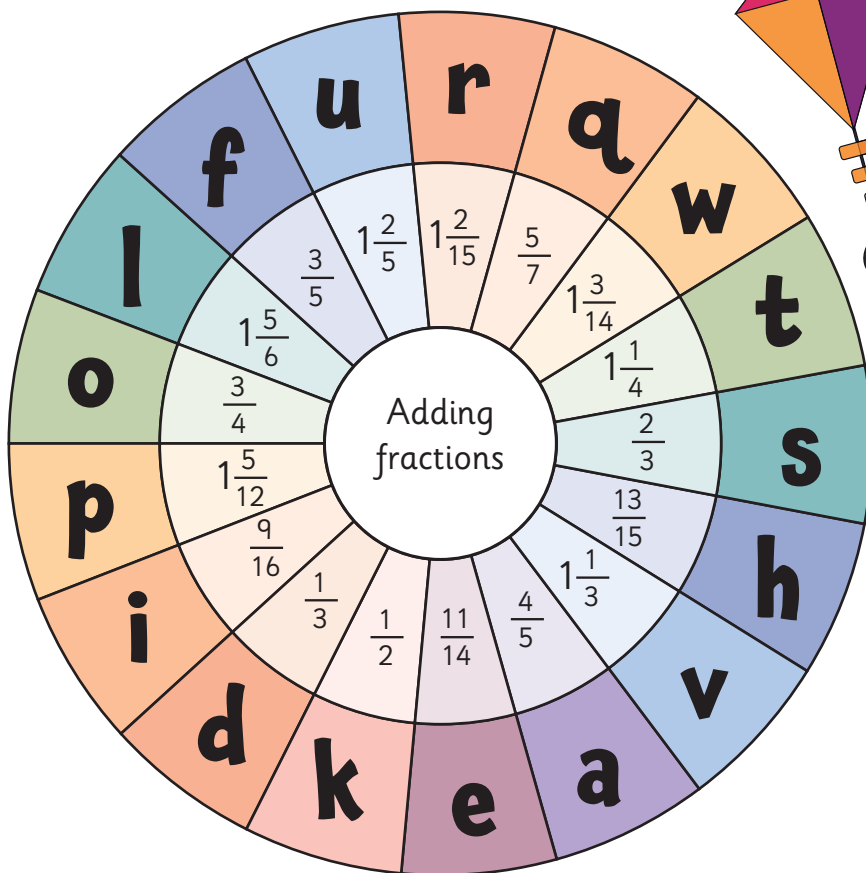 Adding
fractions
r
1 2/15
q
5/7
w
1 3/14
t
1 1/4
s
2/3
h
13/15
v
1 1/3
a
4/5
e
11/14
k
1/2
d
1/3
i
9/16
p
1 5/12
o
3/4
l
1 5/6
f
3/5
u
1 2/5